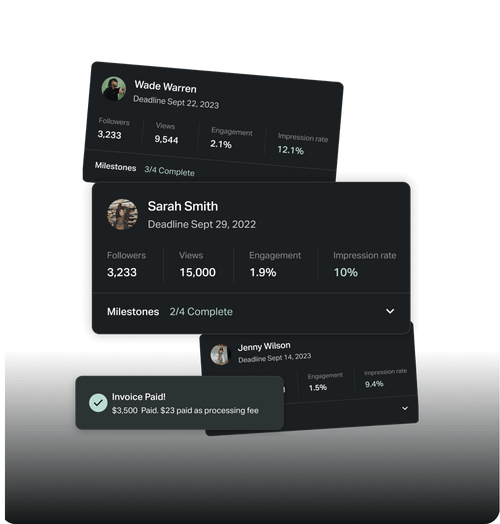 Wade Warren
Deadline Sept 22, 2023
Followers Views Engagement Impression rate
3,233 9,544 2.1% 12.1%
Milestones 3/4 Complete
Sarah Smith
Deadline Sept 29, 2022
Followers Views Engagement Impression rate
3,233 15,000 1.9% 10%
Milestones 2/4 Complete
Jenny Wilson
Deadline Sept 14, 2023
Engagement Impression rate
1.5% 9.4%
Invoice Paid!
$3,500 Paid. $23 paid as processing fee